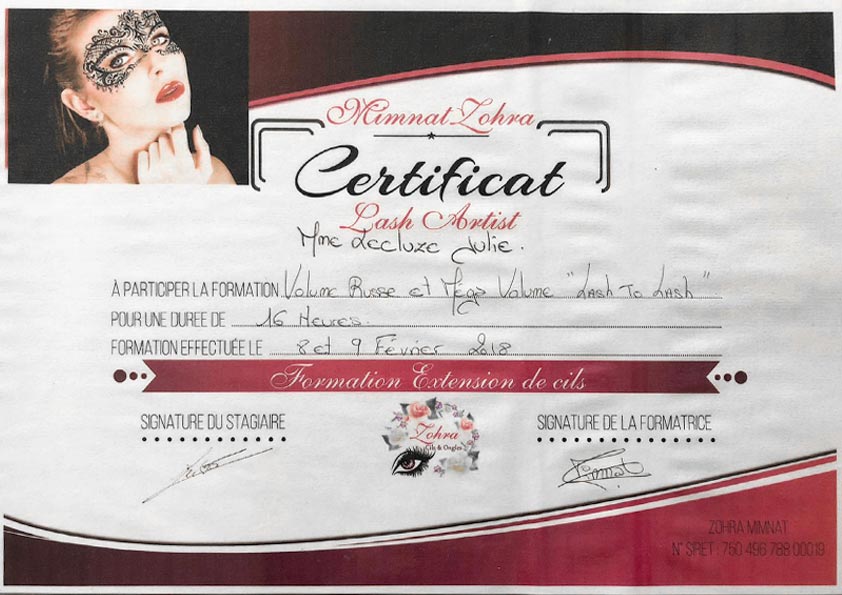 Mimnat Zohra
Certificat
Lash Artist
Mme Lecluze Julie.
À PARTICIPER LA FORMATION Volume Russe et Méga Volume "Lash To Lash"
POUR UNE DUREE DE 16 Heures.
FORMATION EFFECTUÉE LE 8 et 9 Février 2018
Formation Extension de cils
SIGNATURE DU STAGIAIRE
SIGNATURE DE LA FORMATRICE
Zohra
Cils & Ongles
ZOHRA MIMNAT
N° SIRET : 750 496 788 00019